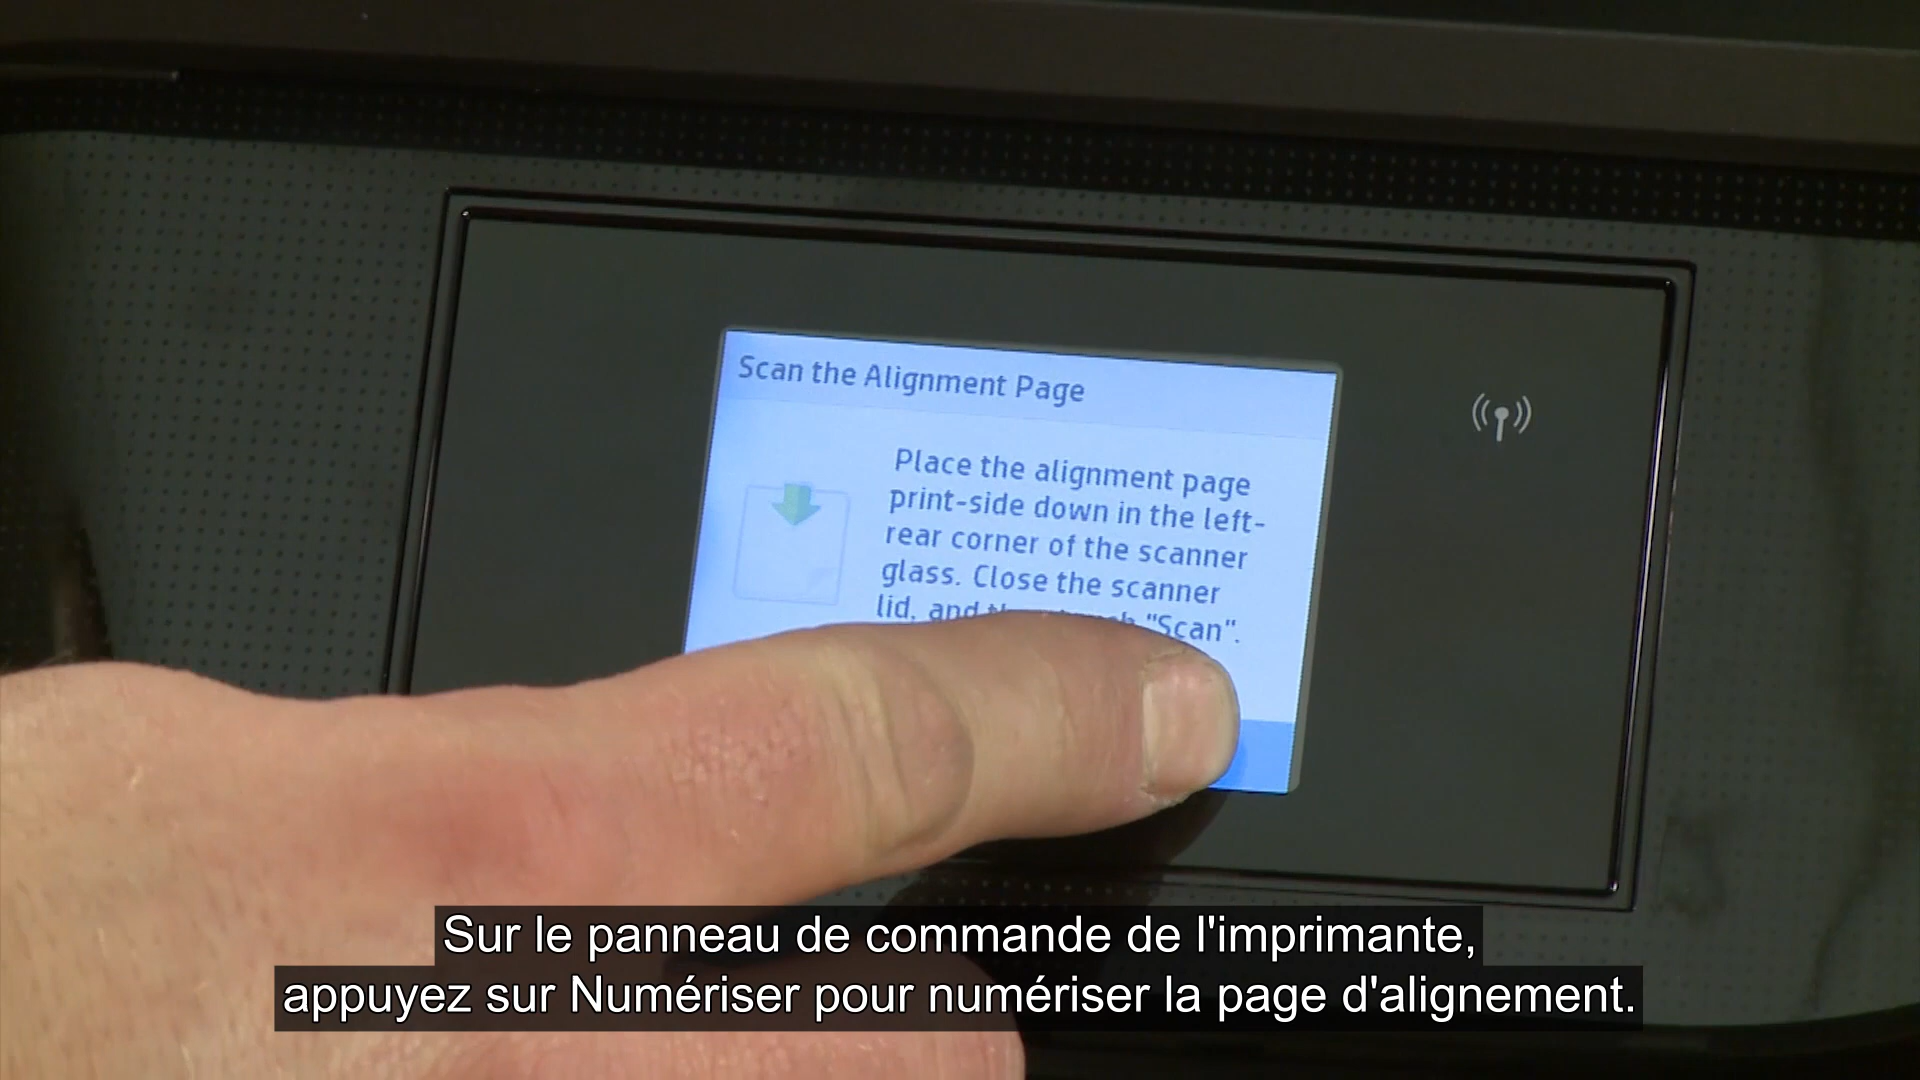 Scan the Alignment Page
Place the alignment page
print-side down in the left-
rear corner of the scanner
glass. Close the scanner
lid, and "Scan".
Sur le panneau de commande de l'imprimante,
appuyez sur Numériser pour numériser la page d'alignement.